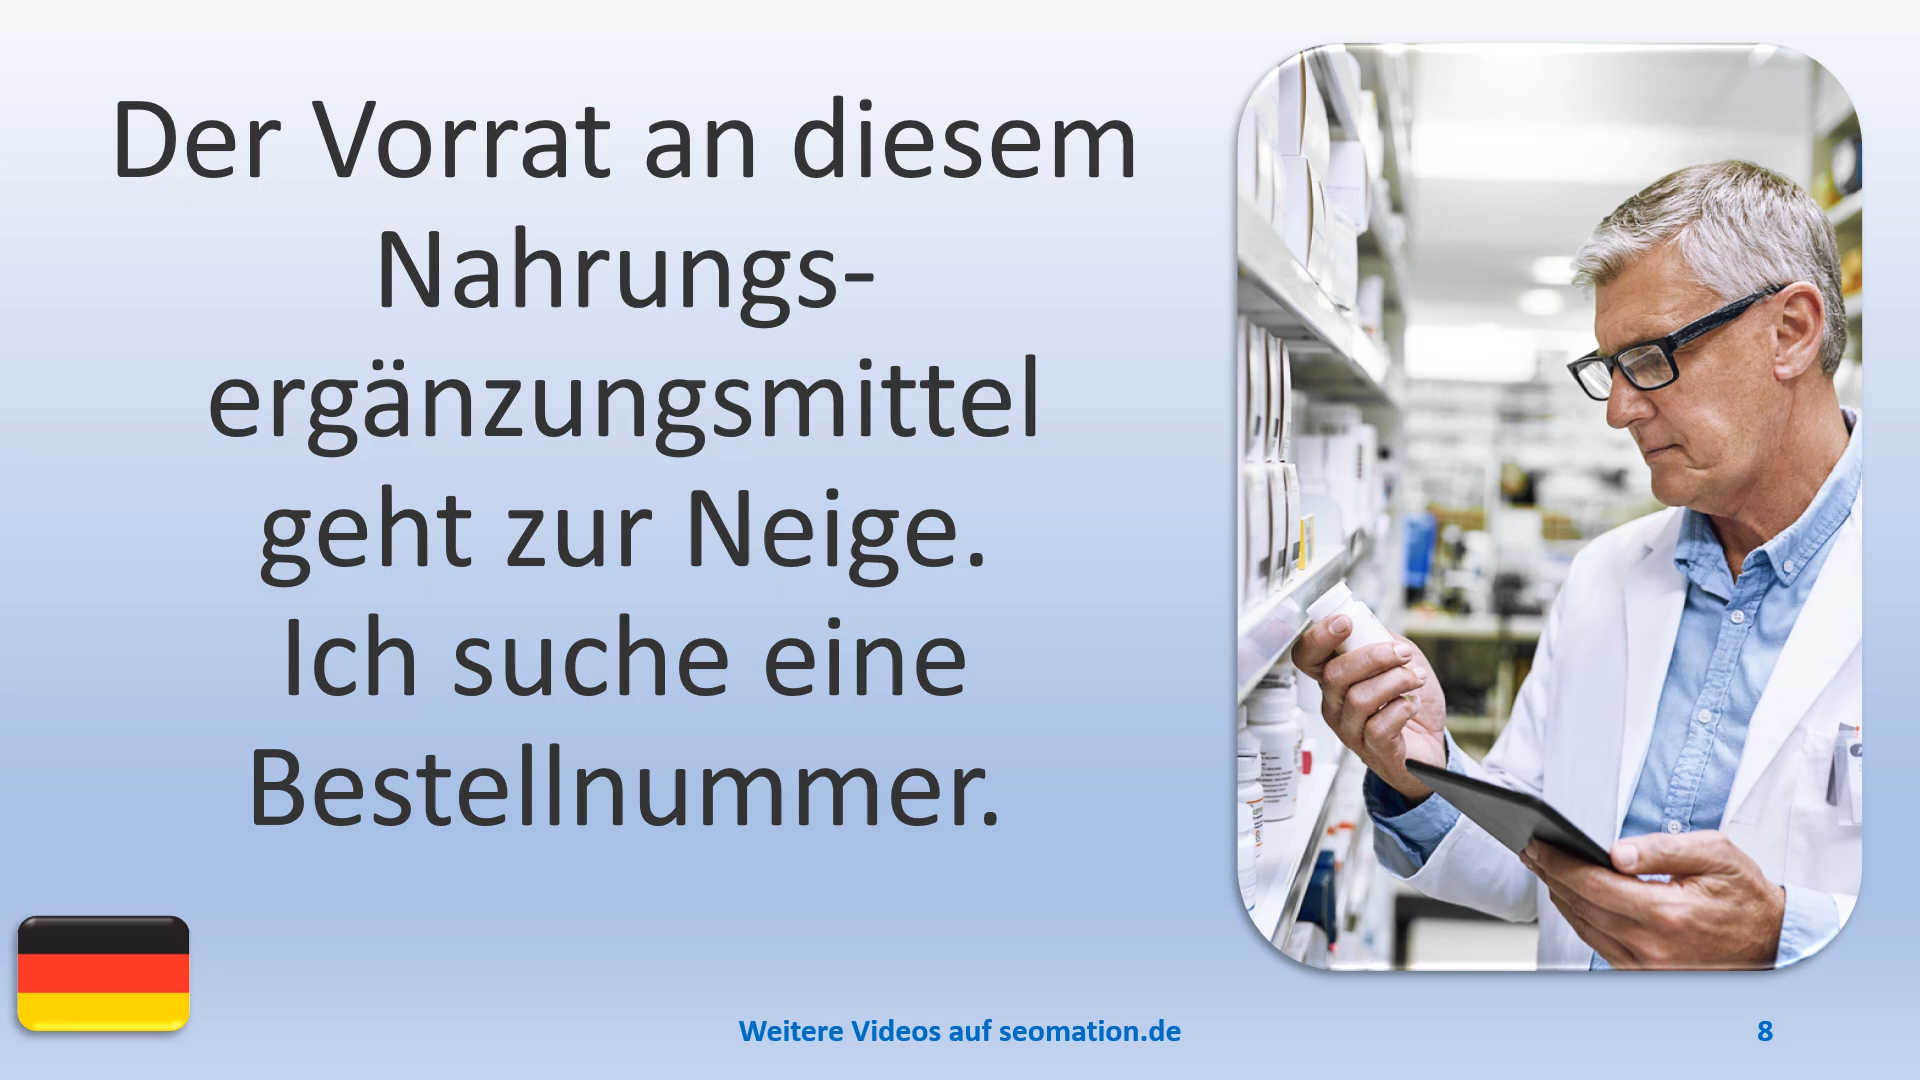 Der Vorrat an diesem
Nahrungs-
ergänzungsmittel
geht zur Neige.
Ich suche eine
Bestellnummer.
Weitere Videos auf seomation.de
8